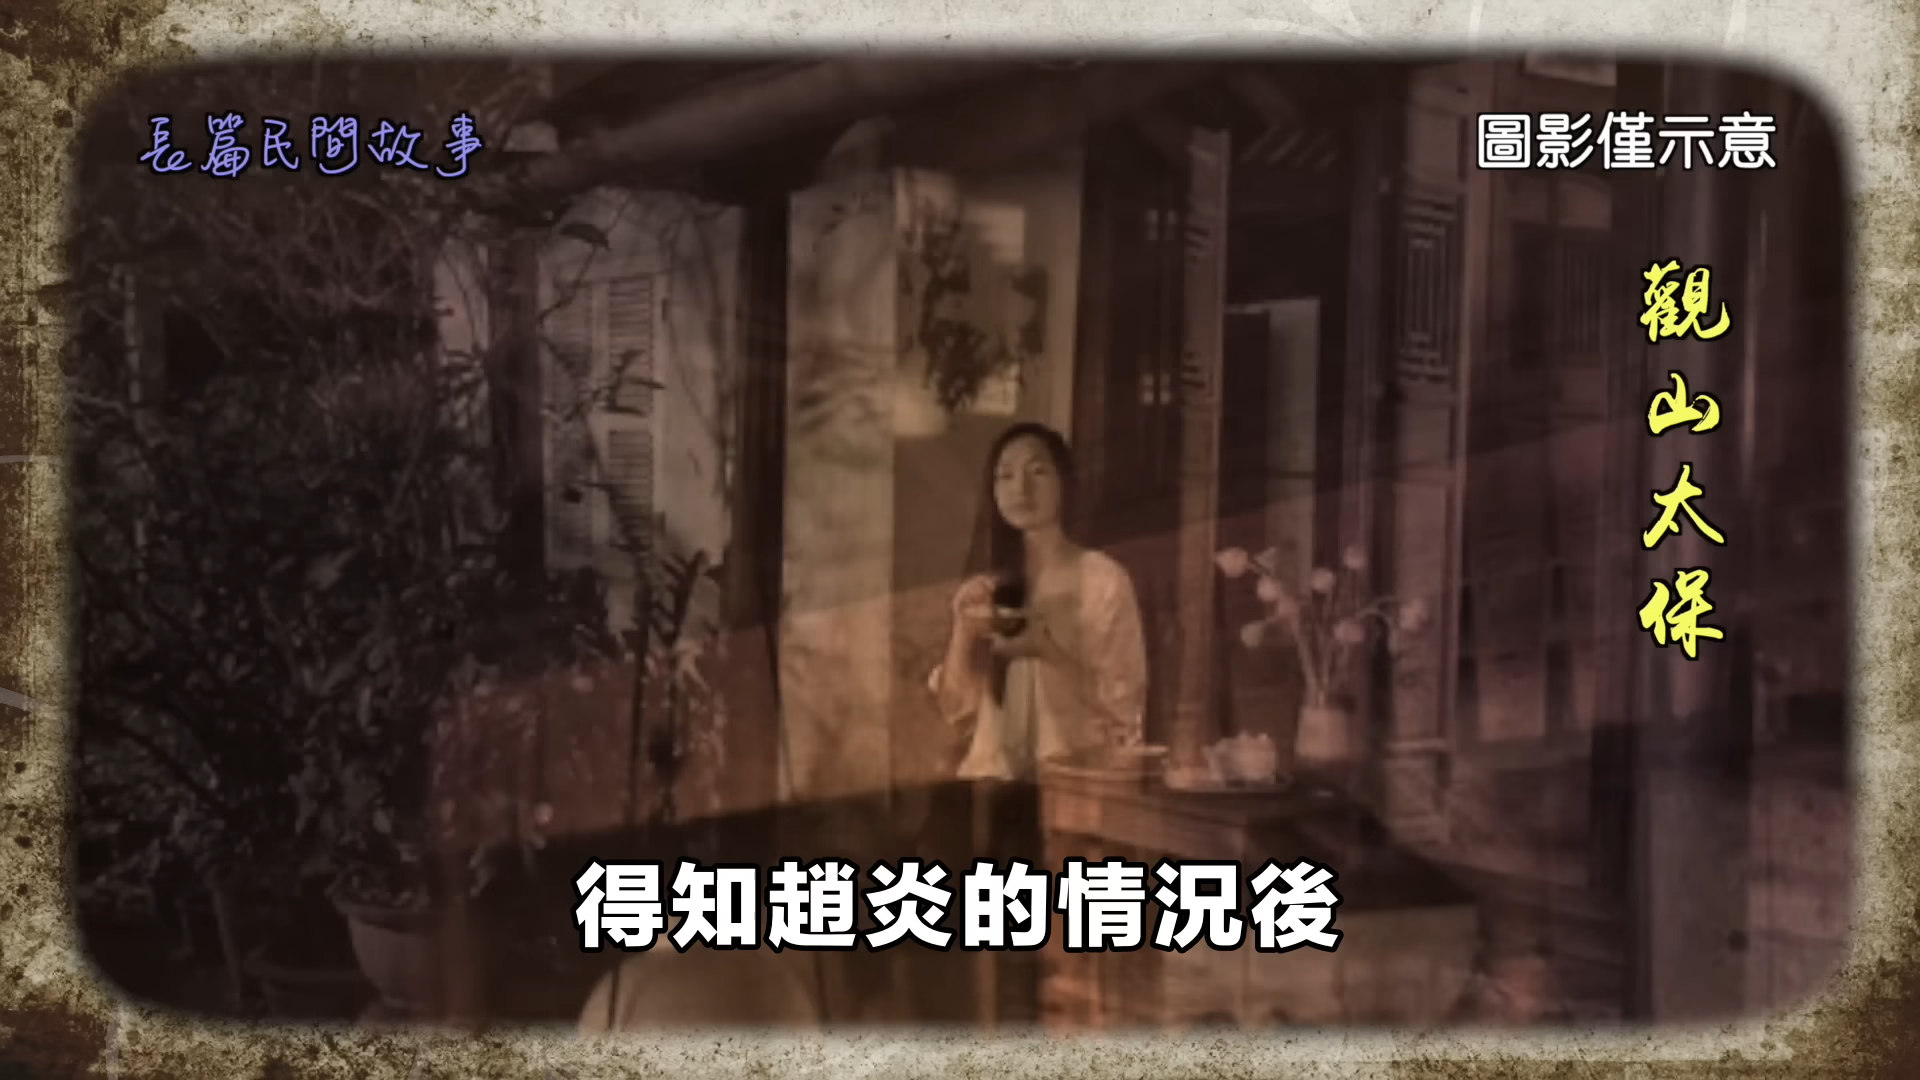 長篇民間故事
圖影僅示意
觀山太保
得知趙炎的情況後